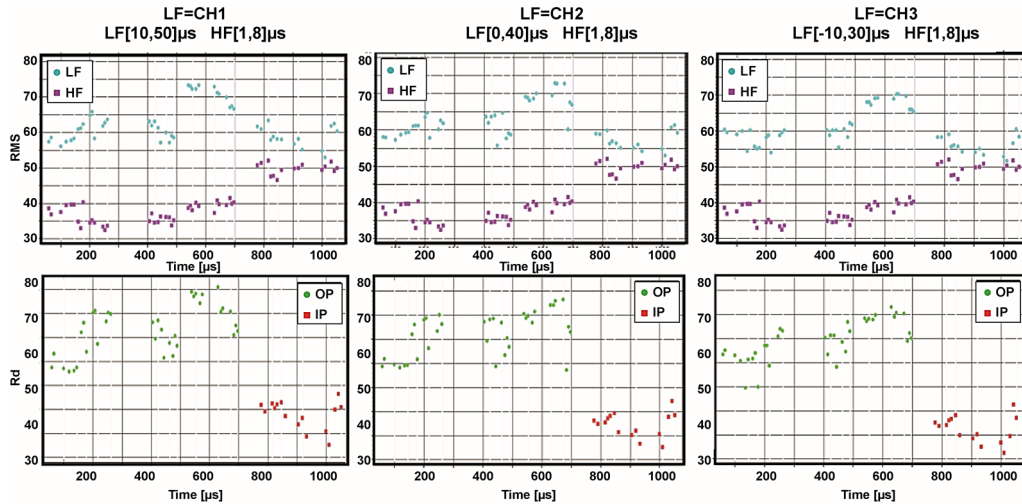 LF=CH1
LF[10,50]µs HF[1,8]µs
LF=CH2
LF[0,40]µs HF[1,8]µs
LF=CH3
LF[-10,30]µs HF[1,8]µs
80
70
60
50
40
30
RMS
LF
HF
200 400 600 800 1000
Time [µs]
80
70
60
50
40
30
LF
HF
200 400 600 800 1000
Time [µs]
80
70
60
50
40
30
LF
HF
200 400 600 800 1000
Time [µs]
80
70
60
50
40
30
Rd
OP
IP
200 400 600 800 1000
Time [µs]
80
70
60
50
40
30
OP
IP
200 400 600 800 1000
Time [µs]
80
70
60
50
40
30
OP
IP
200 400 600 800 1000
Time [µs]